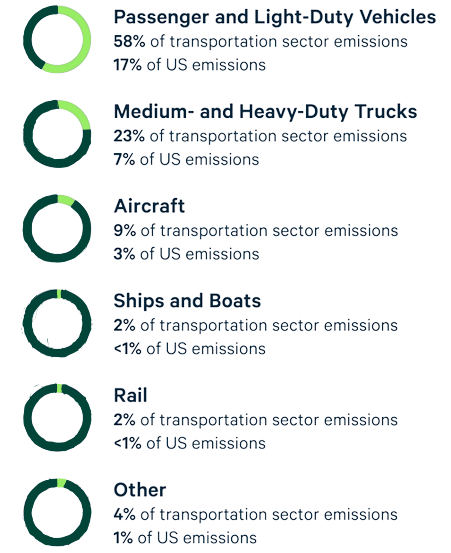 Passenger and Light-Duty Vehicles
58% of transportation sector emissions
17% of US emissions
Medium- and Heavy-Duty Trucks
23% of transportation sector emissions
7% of US emissions
Aircraft
9% of transportation sector emissions
3% of US emissions
Ships and Boats
2% of transportation sector emissions
<1% of US emissions
Rail
2% of transportation sector emissions
<1% of US emissions
Other
4% of transportation sector emissions
1% of US emissions